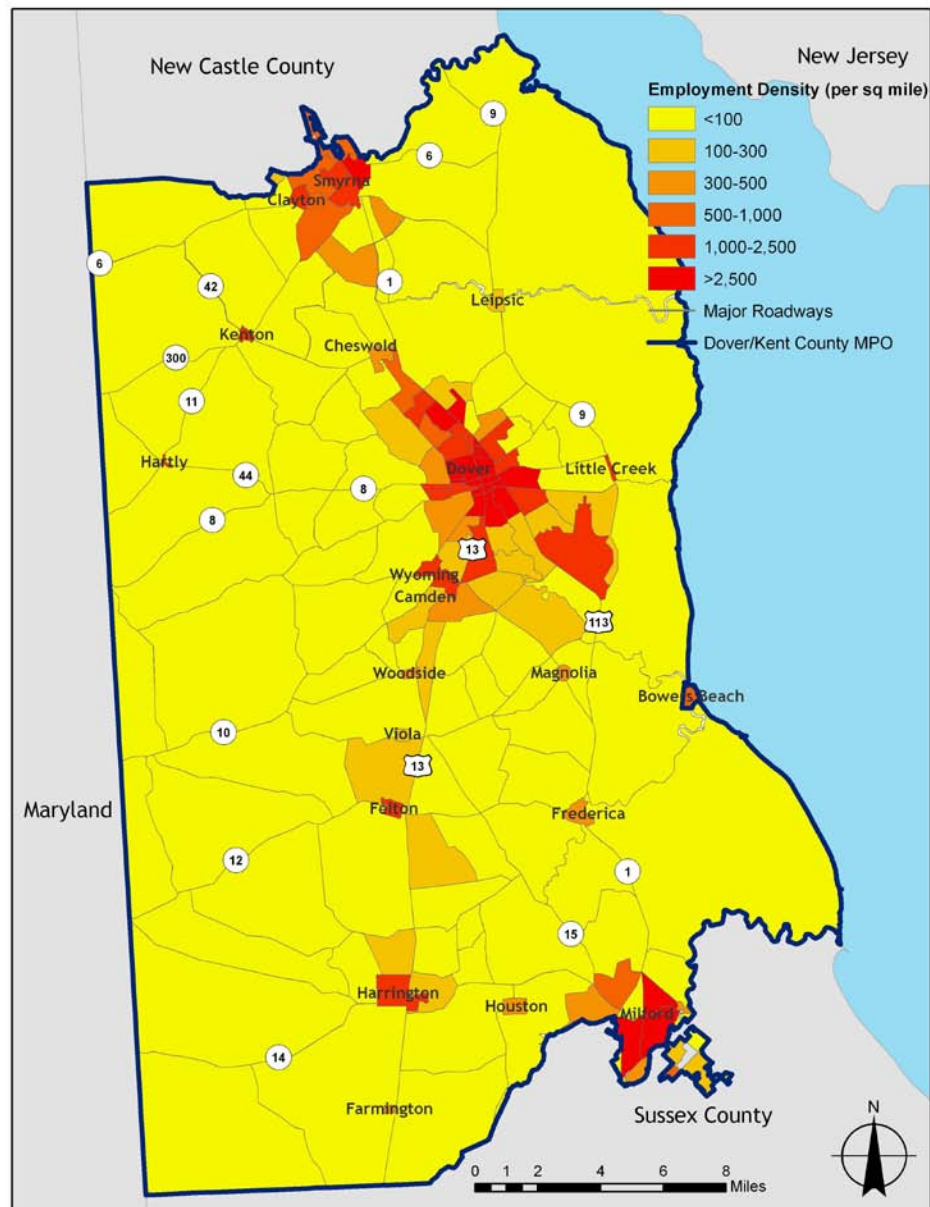 New Castle County
New Jersey
Employment Density (per sq mile)
<100
100-300
300-500
500-1,000
1,000-2,500
>2,500
Major Roadways
Dover/Kent County MPO
9
6
Smyrna
Clayton
6
42
1
Leipsic
Kenton
Cheswold
300
11
9
Hartly
44
Dover
Little Creek
8
8
13
Wyoming
Camden
113
Woodside
Magnolia
Bowers Beach
10
Viola
13
Maryland
Felton
Frederica
12
1
15
Harrington
Houston
Milford
14
Farmington
Sussex County
N
0 1 2 4 6 8
Miles